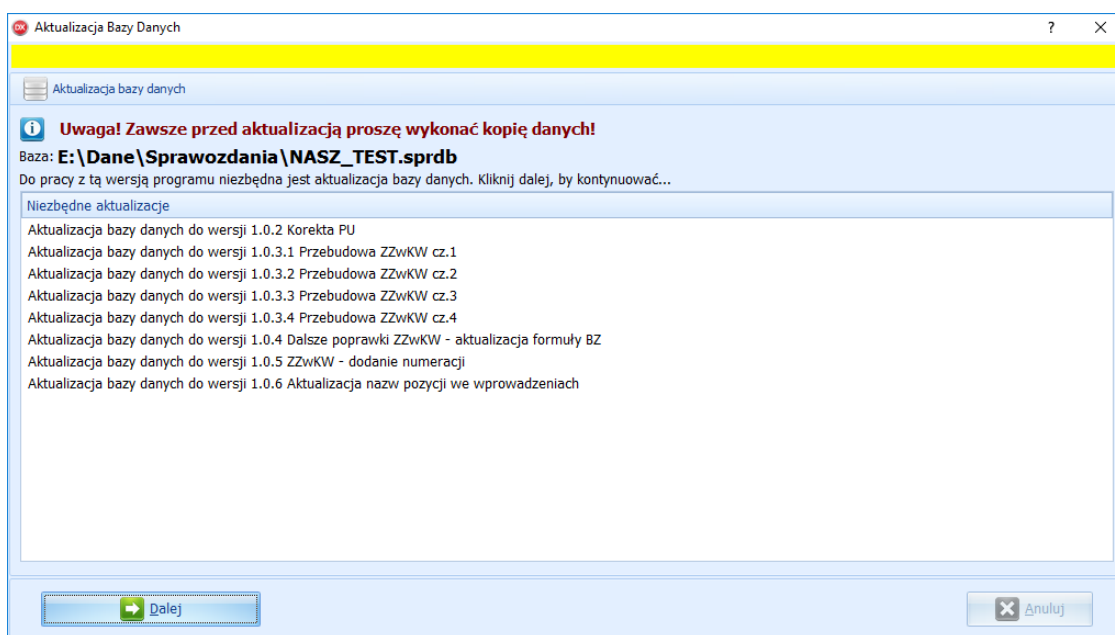 DX Aktualizacja Bazy Danych ? X
Aktualizacja bazy danych
Uwaga! Zawsze przed aktualizacją proszę wykonać kopię danych!
Baza: E:\Dane\Sprawozdania\NASZ_TEST.sprdb
Do pracy z tą wersją programu niezbędna jest aktualizacja bazy danych. Kliknij dalej, by kontynuować...
Niezbędne aktualizacje
Aktualizacja bazy danych do wersji 1.0.2 Korekta PU
Aktualizacja bazy danych do wersji 1.0.3.1 Przebudowa ZZwKW cz.1
Aktualizacja bazy danych do wersji 1.0.3.2 Przebudowa ZZwKW cz.2
Aktualizacja bazy danych do wersji 1.0.3.3 Przebudowa ZZwKW cz.3
Aktualizacja bazy danych do wersji 1.0.3.4 Przebudowa ZZwKW cz.4
Aktualizacja bazy danych do wersji 1.0.4 Dalsze poprawki ZZwKW - aktualizacja formuły BZ
Aktualizacja bazy danych do wersji 1.0.5 ZZwKW - dodanie numeracji
Aktualizacja bazy danych do wersji 1.0.6 Aktualizacja nazw pozycji we wprowadzeniach
Dalej Anuluj